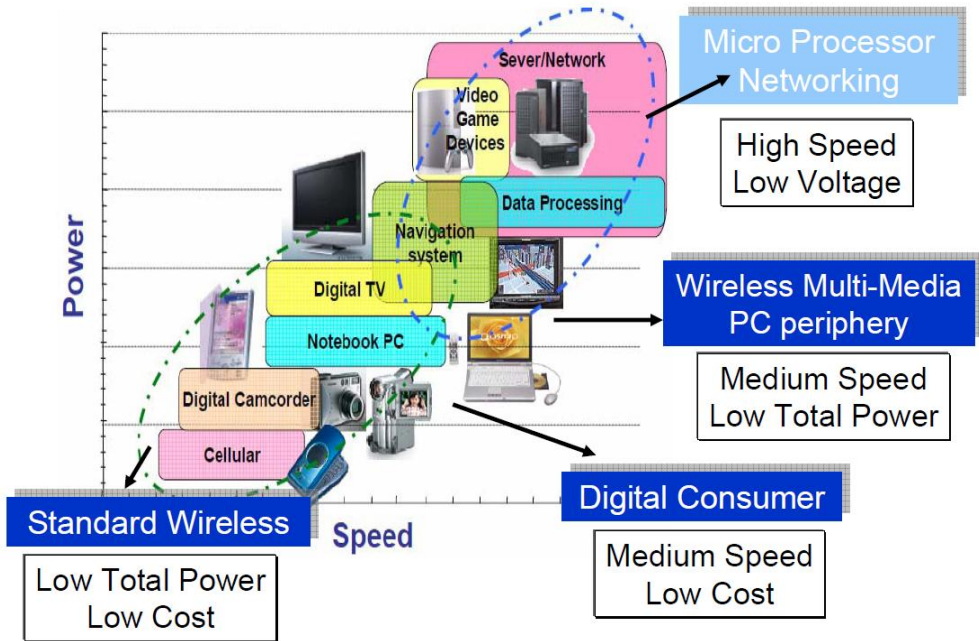 Micro Processor
Networking
High Speed
Low Voltage
Sever/Network
Video
Game
Devices
Data Processing
Navigation
system
Digital TV
Notebook PC
Digital Camcorder
Cellular
Power
Speed
Wireless Multi-Media
PC periphery
Medium Speed
Low Total Power
Digital Consumer
Medium Speed
Low Cost
Standard Wireless
Low Total Power
Low Cost